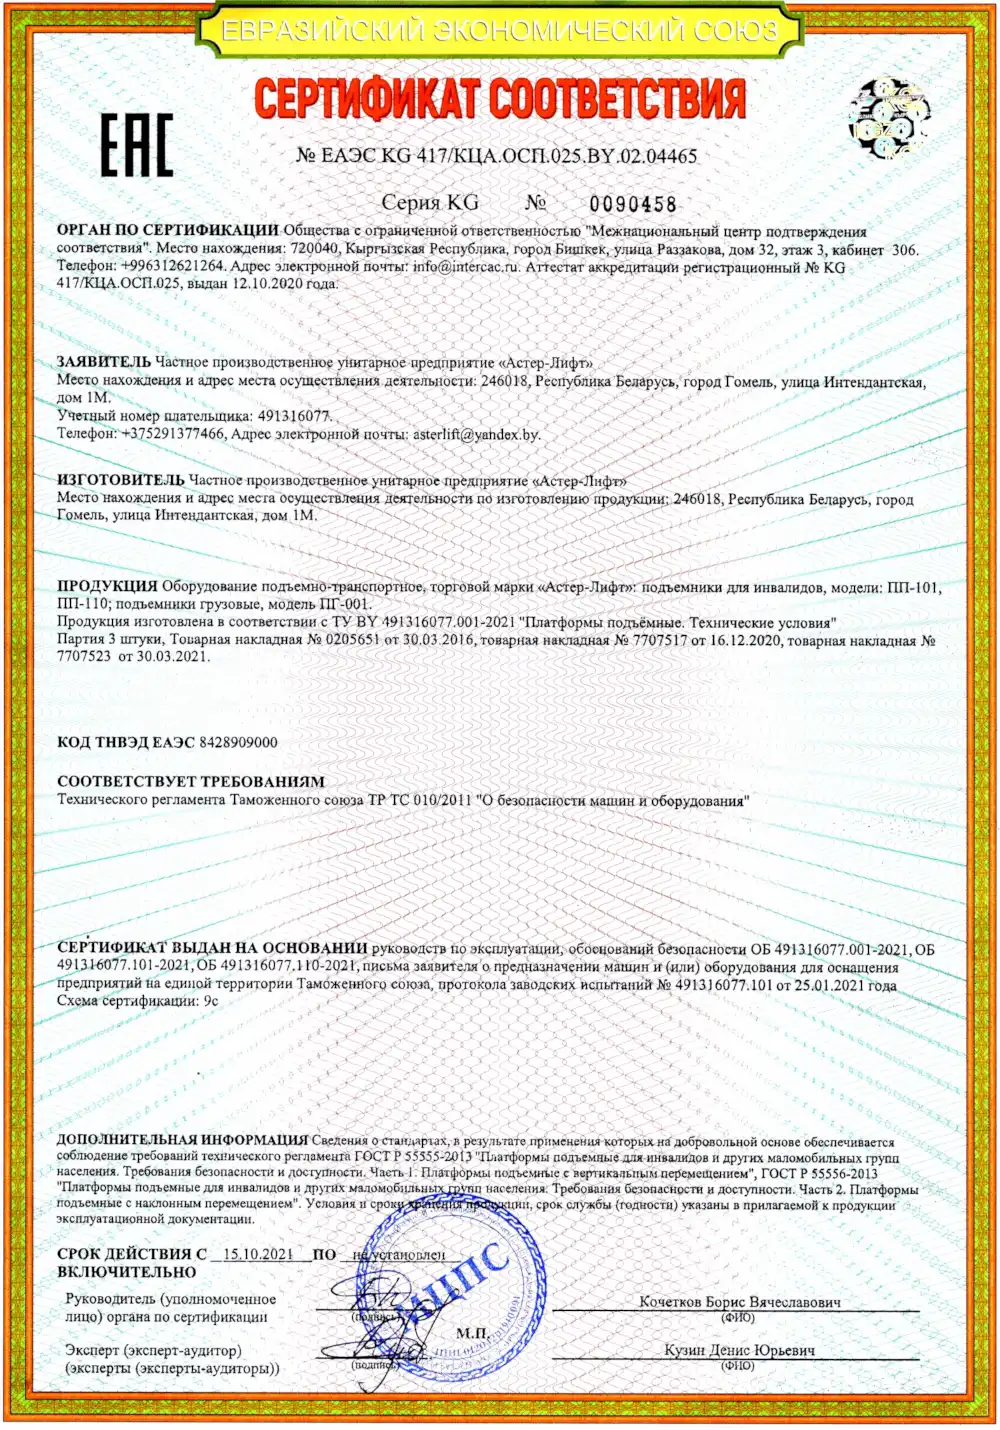 ЕВРАЗИЙСКИЙ ЭКОНОМИЧЕСКИЙ СОЮЗ
СЕРТИФИКАТ СООТВЕТСТВИЯ
ЕАС
№ ЕАЭС KG 417/КЦА.ОСП.025.BY.02.04465
Серия KG № 0090458
ОРГАН ПО СЕРТИФИКАЦИИ Общества с ограниченной ответственностью "Межнациональный центр подтверждения
соответствия". Место нахождения: 720040, Кыргызская Республика, город Бишкек, улица Раззакова, дом 32, этаж 3, кабинет 306.
Телефон: +996312621264. Адрес электронной почты: info@intercac.ru. Аттестат аккредитации регистрационный № KG
417/КЦА.ОСП.025, выдан 12.10.2020 года.
ЗАЯВИТЕЛЬ Частное производственное унитарное предприятие «Астер-Лифт»
Место нахождения и адрес места осуществления деятельности: 246018, Республика Беларусь, город Гомель, улица Интендантская,
дом 1М.
Учетный номер плательщика: 491316077.
Телефон: +375291377466, Адрес электронной почты: asterlift@yandex.by.
ИЗГОТОВИТЕЛЬ Частное производственное унитарное предприятие «Астер-Лифт»
Место нахождения и адрес места осуществления деятельности по изготовлению продукции: 246018, Республика Беларусь, город
Гомель, улица Интендантская, дом 1М.
ПРОДУКЦИЯ Оборудование подъемно-транспортное, торговой марки «Астер-Лифт»: подъемники для инвалидов, модели: ПП-101,
ПП-110; подъемники грузовые, модель ПГ-001.
Продукция изготовлена в соответствии с ТУ BY 491316077.001-2021 "Платформы подъёмные. Технические условия"
Партия 3 штуки, Товарная накладная № 0205651 от 30.03.2016, товарная накладная № 7707517 от 16.12.2020, товарная накладная №
7707523 от 30.03.2021.
КОД ТНВЭД ЕАЭС 8428909000
СООТВЕТСТВУЕТ ТРЕБОВАНИЯМ
Технического регламента Таможенного союза ТР ТС 010/2011 "О безопасности машин и оборудования"
СЕРТИФИКАТ ВЫДАН НА ОСНОВАНИИ руководств по эксплуатации, обоснований безопасности ОБ 491316077.001-2021, ОБ
491316077.101-2021, ОБ 491316077.110-2021, письма заявителя о предназначении машин и (или) оборудования для оснащения
предприятий на единой территории Таможенного союза, протокола заводских испытаний № 491316077.101 от 25.01.2021 года
Схема сертификации: 9с
ДОПОЛНИТЕЛЬНАЯ ИНФОРМАЦИЯ Сведения о стандартах, в результате применения которых на добровольной основе обеспечивается
соблюдение требований технического регламента ГОСТ Р 55555-2013 "Платформы подъемные для инвалидов и других маломобильных групп
населения. Требования безопасности и доступности. Часть 1. Платформы подъемные с вертикальным перемещением", ГОСТ Р 55556-2013
"Платформы подъемные для инвалидов и других маломобильных групп населения. Требования безопасности и доступности. Часть 2. Платформы
подъемные с наклонным перемещением". Условия и сроки хранения продукции, срок службы (годности) указаны в прилагаемой к продукции
эксплуатационной документации.
СРОК ДЕЙСТВИЯ С 15.10.2021 ПО не установлен
ВКЛЮЧИТЕЛЬНО
Руководитель (уполномоченное
лицо) органа по сертификации
(подпись)
Кочетков Борис Вячеславович
(ФИО)
МЦПС
М.П.
Эксперт (эксперт-аудитор)
(эксперты (эксперты-аудиторы))
(подпись)
Кузин Денис Юрьевич
(ФИО)